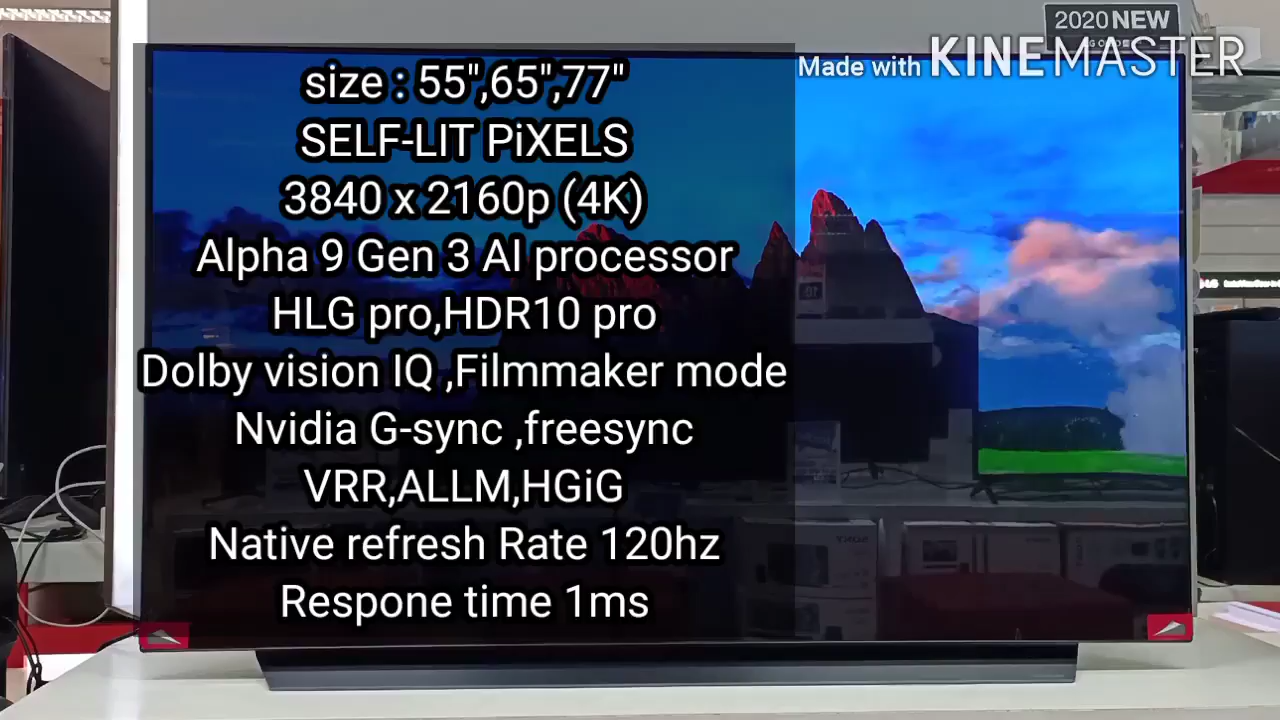 2020 NEW
Made with KINEMASTER
size : 55",65",77"
SELF-LIT PiXELS
3840 x 2160p (4K)
Alpha 9 Gen 3 AI processor
HLG pro,HDR10 pro
Dolby vision IQ ,Filmmaker mode
Nvidia G-sync ,freesync
VRR,ALLM,HGiG
Native refresh Rate 120hz
Respone time 1ms
SONY